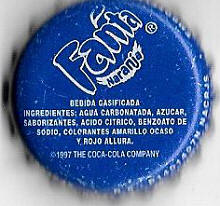 Fanta
Naranja
BEBIDA GASIFICADA
INGREDIENTES: AGUA CARBONATADA, AZUCAR,
SABORIZANTES, ACIDO CITRICO, BENZOATO DE
SODIO, COLORANTES AMARILLO OCASO
Y ROJO ALLURA.
©1997 THE COCA-COLA COMPANY